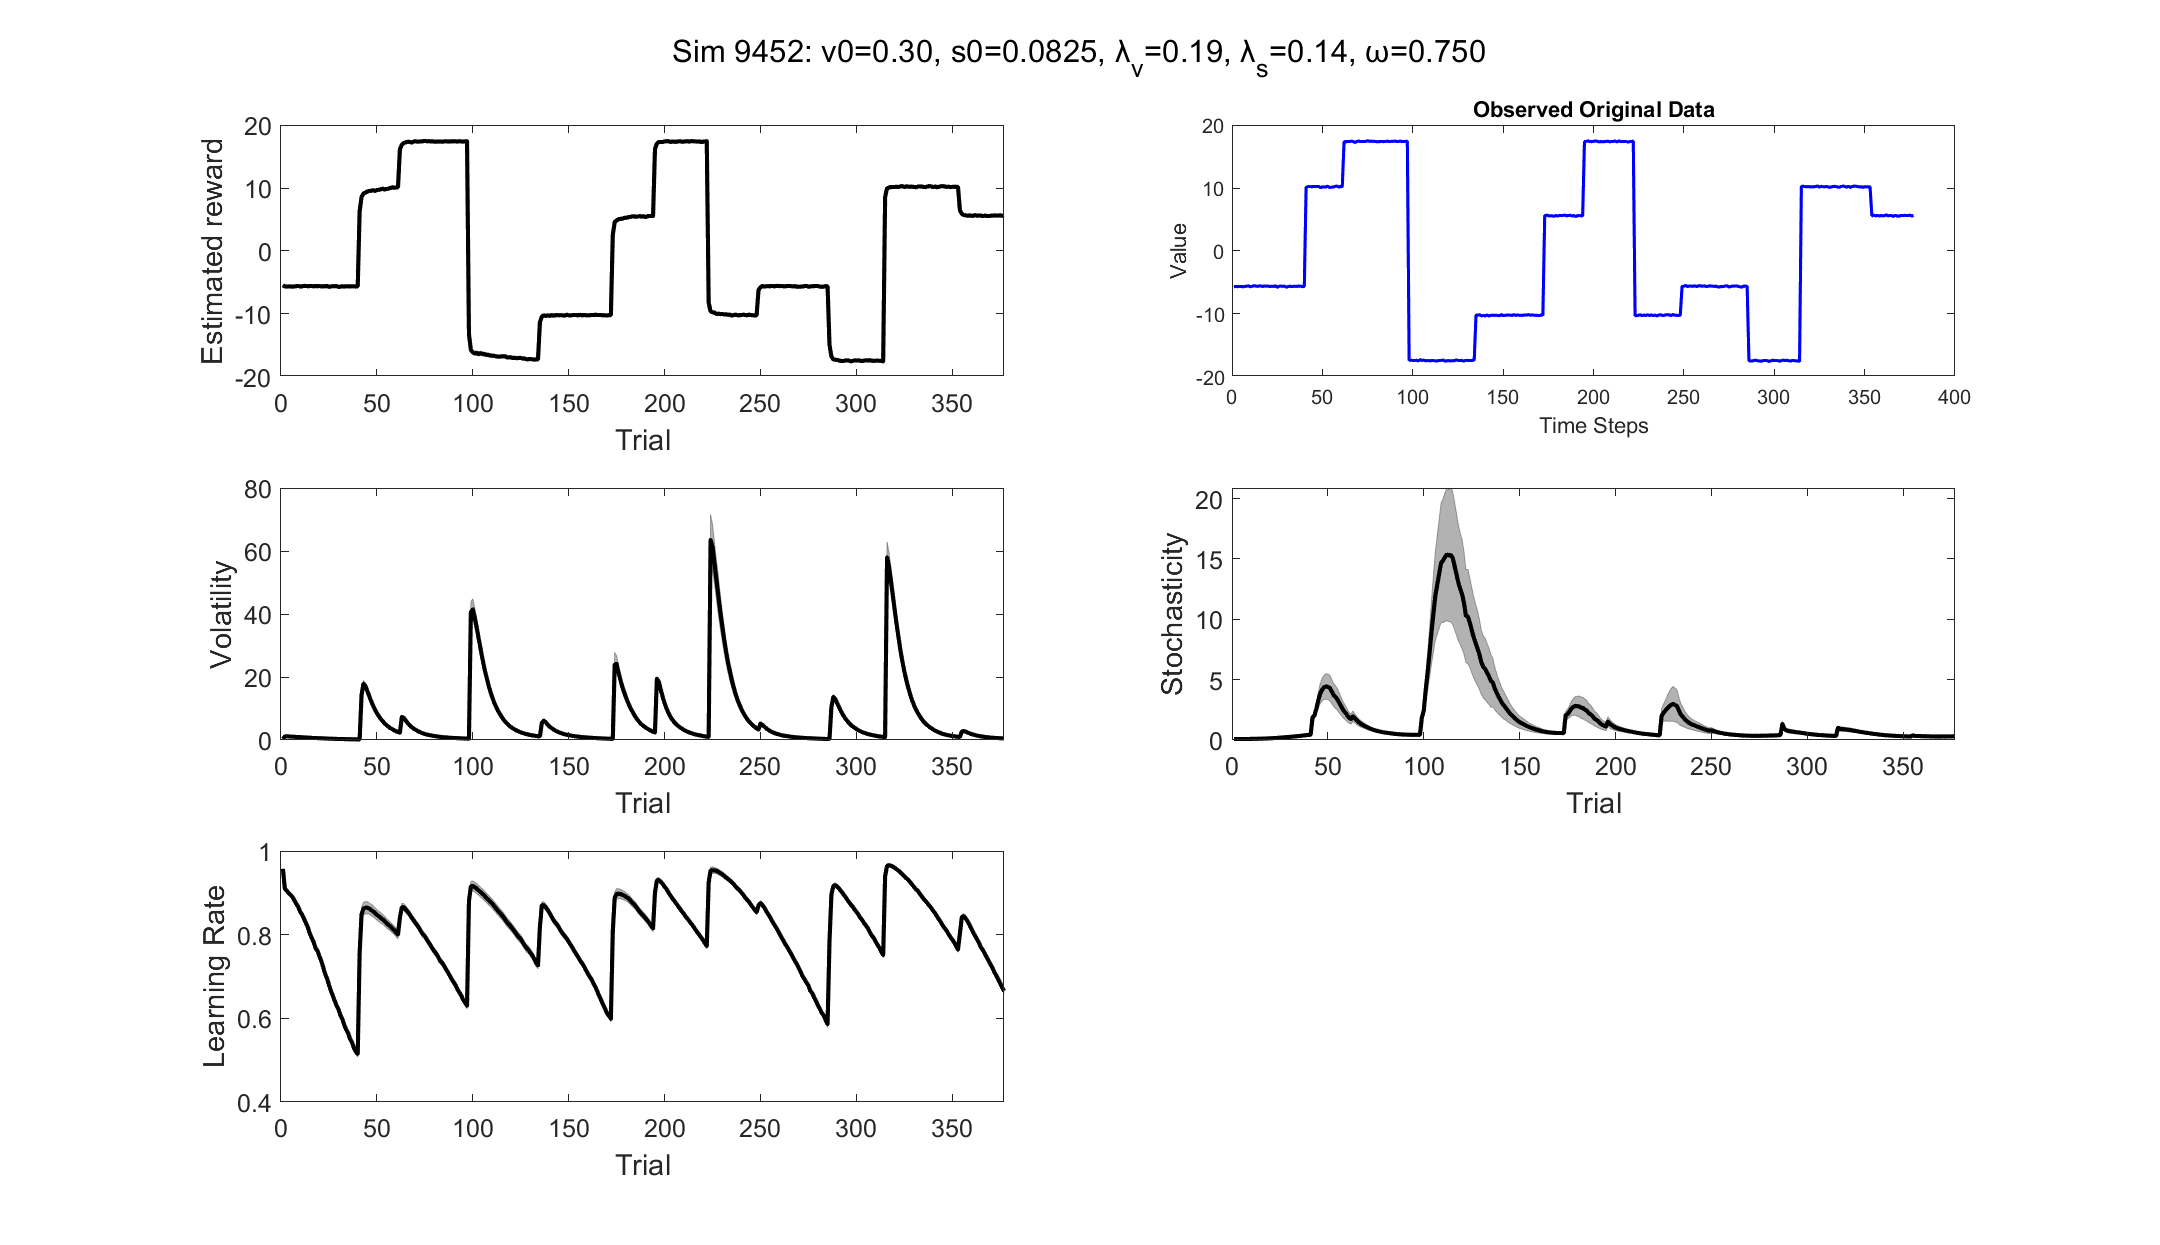 Sim 9452: v0=0.30, s0=0.0825, λ_v=0.19, λ_s=0.14, ω=0.750
20
10
0
-10
-20
0 50 100 150 200 250 300 350
Estimated reward
Trial
Observed Original Data
20
10
0
-10
-20
0 50 100 150 200 250 300 350 400
Value
Time Steps
80
60
40
20
0
0 50 100 150 200 250 300 350
Volatility
Trial
20
15
10
5
0
0 50 100 150 200 250 300 350
Stochasticity
Trial
1
0.8
0.6
0.4
0 50 100 150 200 250 300 350
Learning Rate
Trial